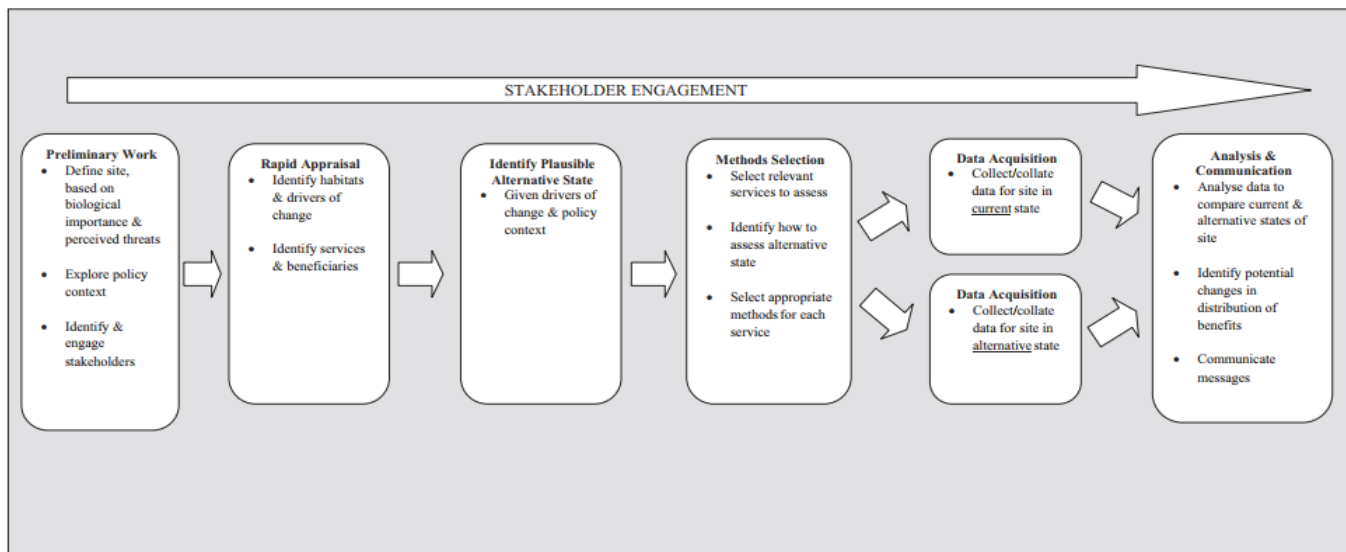 STAKEHOLDER ENGAGEMENT
Preliminary Work
• Define site,
based on
biological
importance &
perceived threats
• Explore policy
context
• Identify &
engage
stakeholders
Rapid Appraisal
• Identify habitats
& drivers of
change
• Identify services
& beneficiaries
Identify Plausible
Alternative State
• Given drivers of
change & policy
context
Methods Selection
• Select relevant
services to assess
• Identify how to
assess alternative
state
• Select appropriate
methods for each
service
Data Acquisition
• Collect/collate
data for site in
current state
Data Acquisition
• Collect/collate
data for site in
alternative state
Analysis &
Communication
• Analyse data to
compare current &
alternative states of
site
• Identify potential
changes in
distribution of
benefits
• Communicate
messages